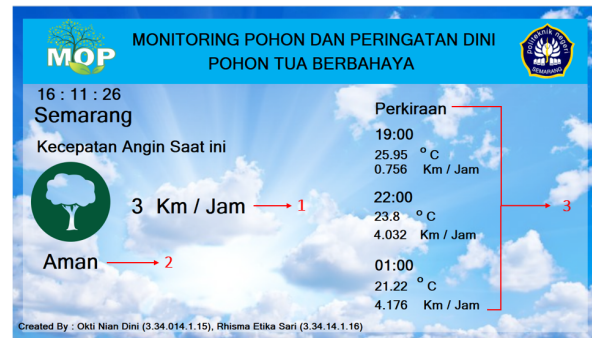 MOP
MONITORING POHON DAN PERINGATAN DINI
POHON TUA BERBAHAYA
politeknik negeri
SEMARANG
16 : 11 : 26
Semarang
Kecepatan Angin Saat ini
3 Km / Jam 1
Aman 2
Perkiraan
19:00
25.95 ° C
0.756 Km / Jam
22:00
23.8 ° C
4.032 Km / Jam
3
01:00
21.22 ° C
4.176 Km / Jam
Created By : Okti Nian Dini (3.34.014.1.15), Rhisma Etika Sari (3.34.14.1.16)